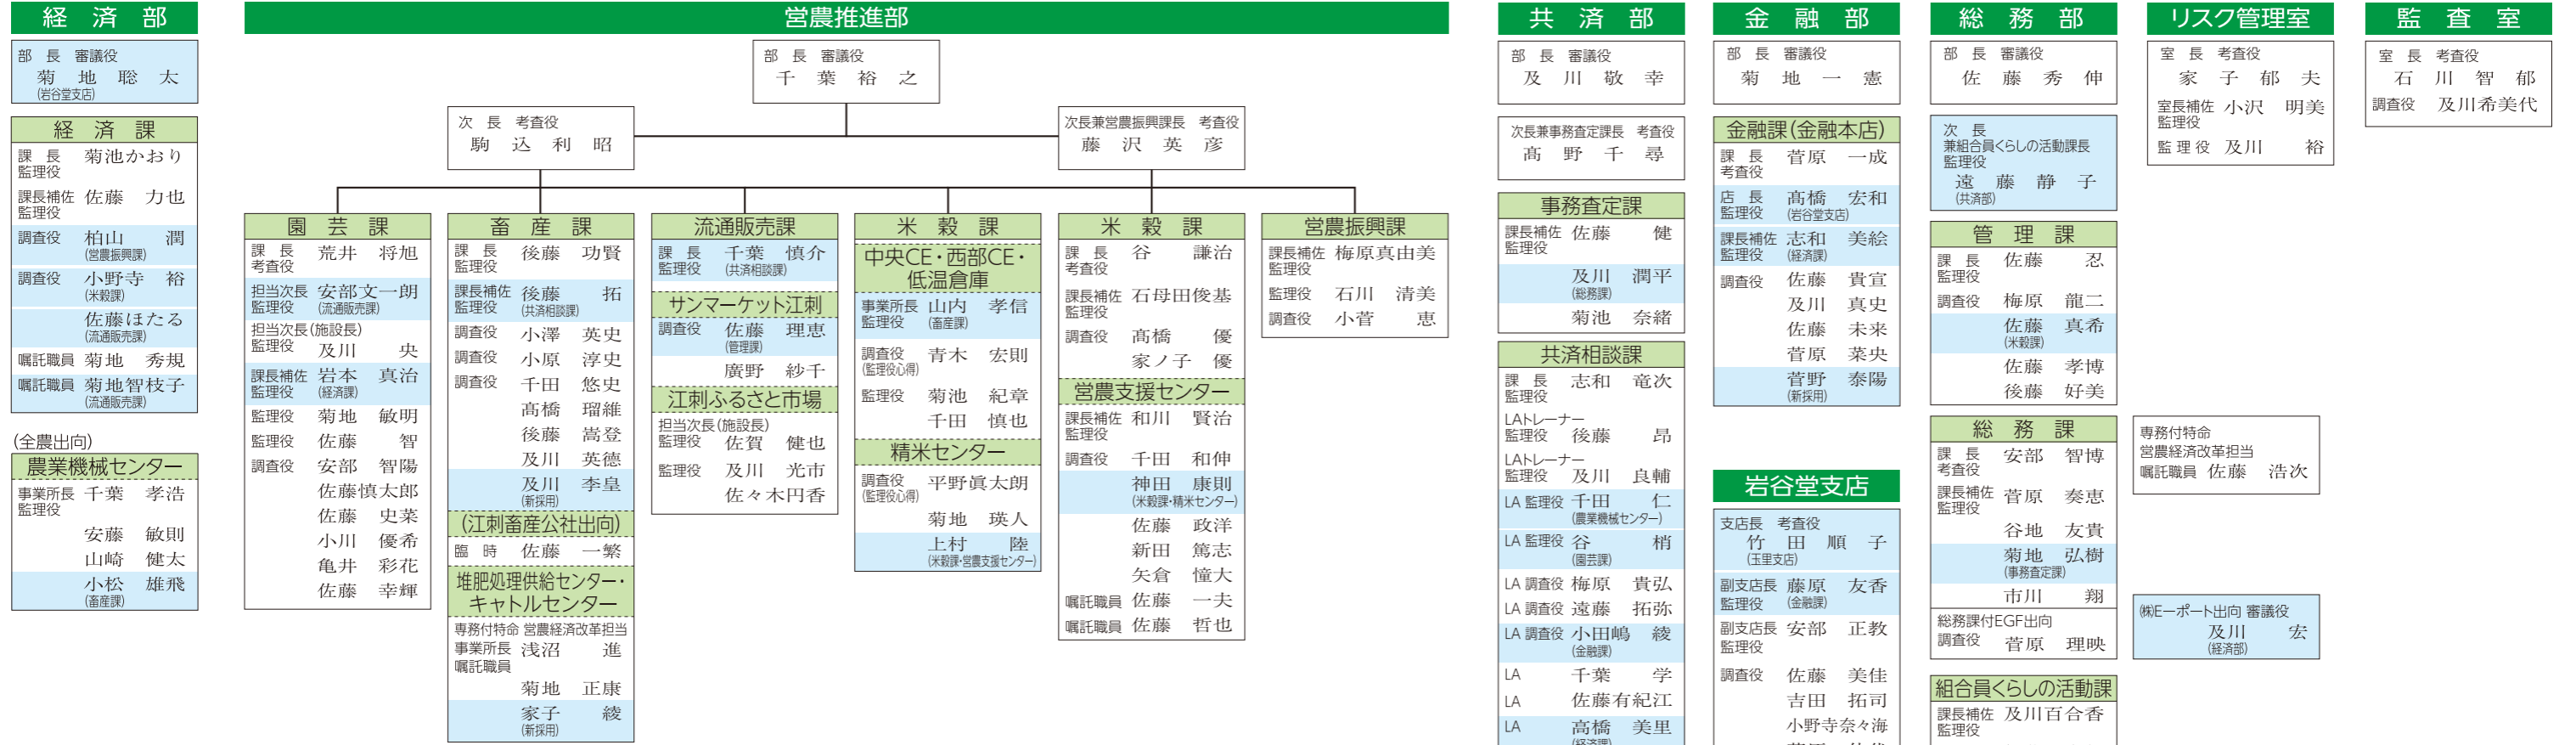 経済部
部長 審議役
菊地聡太
(岩谷堂支店)
経済課
課長 菊池かおり
監理役
課長補佐 佐藤 力也
監理役
調査役 柏山 潤
(営農振興課)
調査役 小野寺 裕
(米穀課)
佐藤ほたる
(流通販売課)
嘱託職員 菊地 秀規
嘱託職員 菊地智枝子
(流通販売課)
(全農出向)
農業機械センター
事業所長 千葉 孝浩
監理役
安藤 敏則
山崎 健太
小松 雄飛
(畜産課)
営農推進部
部長 審議役
千葉裕之
次長 考査役
駒込利昭
次長兼営農振興課長 考査役
藤沢英彦
園芸課
課長 荒井 将旭
考査役
担当次長 安部文一朗
監理役 (流通販売課)
担当次長(施設長)
監理役 及川 央
課長補佐 岩本 真治
監理役 (経済課)
監理役 菊地 敏明
監理役 佐藤 智
調査役 安部 智陽
佐藤慎太郎
佐藤 史菜
小川 優希
亀井 彩花
佐藤 幸輝
畜産課
課長 後藤 功賢
監理役
課長補佐 後藤 拓
監理役 (共済相談課)
調査役 小澤 英史
調査役 小原 淳史
調査役 千田 悠史
髙橋 瑠維
後藤 嵩登
及川 英德
及川 李皇
(新採用)
(江刺畜産公社出向)
臨時 佐藤 一繁
堆肥処理供給センター・
キャトルセンター
専務付特命 営農経済改革担当
事業所長 浅沼 進
嘱託職員
菊地 正康
家子 綾
(新採用)
流通販売課
課長 千葉 慎介
監理役 (共済相談課)
サンマーケット江刺
調査役 佐藤 理恵
(管理課)
廣野 紗千
江刺ふるさと市場
担当次長(施設長)
監理役 佐賀 健也
監理役 及川 光市
佐々木円香
米穀課
中央CE・西部CE・
低温倉庫
事業所長 山内 孝信
監理役 (畜産課)
調査役 青木 宏則
(監理役心得)
監理役 菊池 紀章
千田 慎也
精米センター
調査役 平野眞太朗
(監理役心得)
菊地 瑛人
上村 陸
(米穀課・営農支援センター)
米穀課
課長 谷 謙治
考査役
課長補佐 石母田俊基
監理役
調査役 髙橋 優
家ノ子 優
営農支援センター
課長補佐 和川 賢治
監理役
調査役 千田 和伸
神田 康則
(米穀課・精米センター)
佐藤 政洋
新田 篤志
矢倉 憧大
嘱託職員 佐藤 一夫
嘱託職員 佐藤 哲也
営農振興課
課長補佐 梅原真由美
監理役
監理役 石川 清美
調査役 小菅 恵
共済部
部長 審議役
及川敬幸
次長兼事務査定課長 考査役
髙野千尋
事務査定課
課長補佐 佐藤 健
監理役
及川 潤平
(総務課)
菊池 奈緒
共済相談課
課長 志和 竜次
監理役
LAトレーナー
監理役 後藤 昂
LAトレーナー
監理役 及川 良輔
LA 監理役 千田 仁
(農業機械センター)
LA 監理役 谷 梢
(園芸課)
LA 調査役 梅原 貴弘
LA 調査役 遠藤 拓弥
LA 調査役 小田嶋 綾
(金融課)
LA 千葉 学
LA 佐藤有紀江
LA 高橋 美里
金融部
部長 審議役
菊地一憲
金融課(金融本店)
課長 菅原 一成
考査役
店長 髙橋 宏和
監理役 (岩谷堂支店)
課長補佐 志和 美絵
監理役 (経済課)
調査役 佐藤 貴宣
及川 真史
佐藤 未来
菅原 菜央
菅野 泰陽
(新採用)
岩谷堂支店
支店長 考査役
竹田順子
(玉里支店)
副支店長 藤原 友香
監理役 (金融課)
副支店長 安部 正教
監理役
調査役 佐藤 美佳
吉田 拓司
小野寺奈々海
総務部
部長 審議役
佐藤秀伸
次長
兼組合員くらしの活動課長
監理役
遠藤静子
(共済部)
管理課
課長 佐藤 忍
監理役
調査役 梅原 龍二
佐藤 真希
(米穀課)
佐藤 孝博
後藤 好美
総務課
課長 安部 智博
考査役
課長補佐 菅原 奏恵
監理役
谷地 友貴
菊地 弘樹
(事務査定課)
市川 翔
総務課付EGF出向
調査役 菅原 理映
組合員くらしの活動課
課長補佐 及川百合香
監理役
リスク管理室
室長 考査役
家子郁夫
室長補佐 小沢 明美
監理役
監理役 及川 裕
専務付特命
営農経済改革担当
嘱託職員 佐藤 浩次
㈱Eーポート出向 審議役
及川 宏
(経済部)
監査室
室長 考査役
石川智郁
調査役 及川希美代